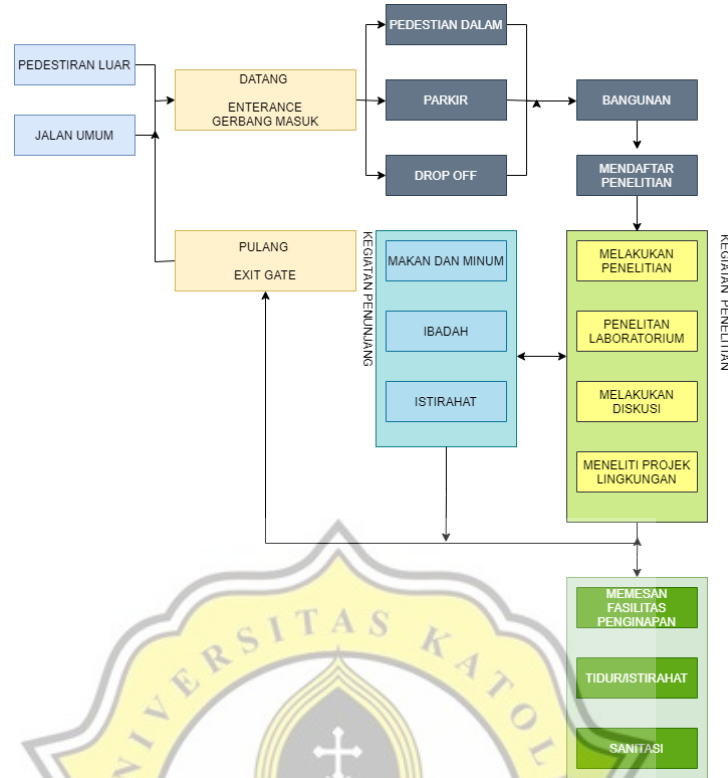 PEDESTIAN DALAM
PEDESTIRAN LUAR
DATANG
ENTERANCE
GERBANG MASUK
PARKIR
BANGUNAN
JALAN UMUM
DROP OFF
MENDAFTAR
PENELITIAN
PULANG
EXIT GATE
KEGIATAN PENUNJANG
MAKAN DAN MINUM
IBADAH
ISTIRAHAT
MELAKUKAN
PENELITIAN
PENELITAN
LABORATORIUM
MELAKUKAN
DISKUSI
MENELITI PROJEK
LINGKUNGAN
KEGIATAN PENELITIAN
MEMESAN
FASILITAS
PENGINAPAN
TIDUR/ISTIRAHAT
SANITASI
UNIVERSITAS KATOL